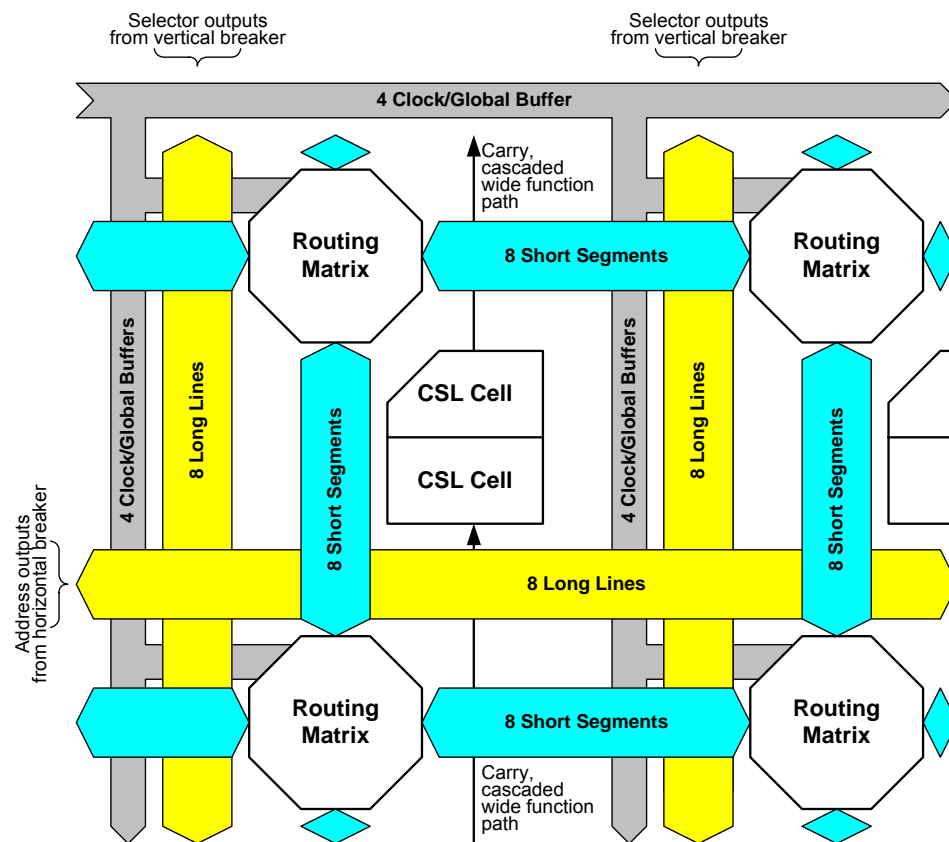 Selector outputs
from vertical breaker
Selector outputs
from vertical breaker
4 Clock/Global Buffer
Carry,
cascaded
wide function
path
Routing
Matrix
8 Short Segments
Routing
Matrix
4 Clock/Global Buffers
8 Long Lines
8 Short Segments
CSL Cell
CSL Cell
4 Clock/Global Buffers
8 Long Lines
8 Short Segments
Address outputs
from horizontal breaker
8 Long Lines
Routing
Matrix
8 Short Segments
Routing
Matrix
Carry,
cascaded
wide function
path